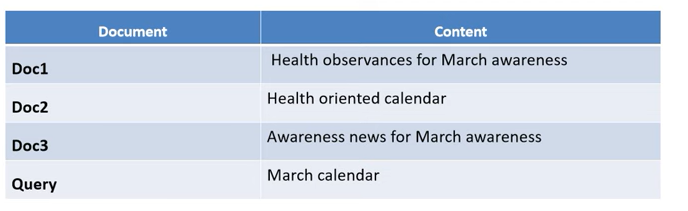 Document Content
Doc1 Health observances for March awareness
Doc2 Health oriented calendar
Doc3 Awareness news for March awareness
Query March calendar